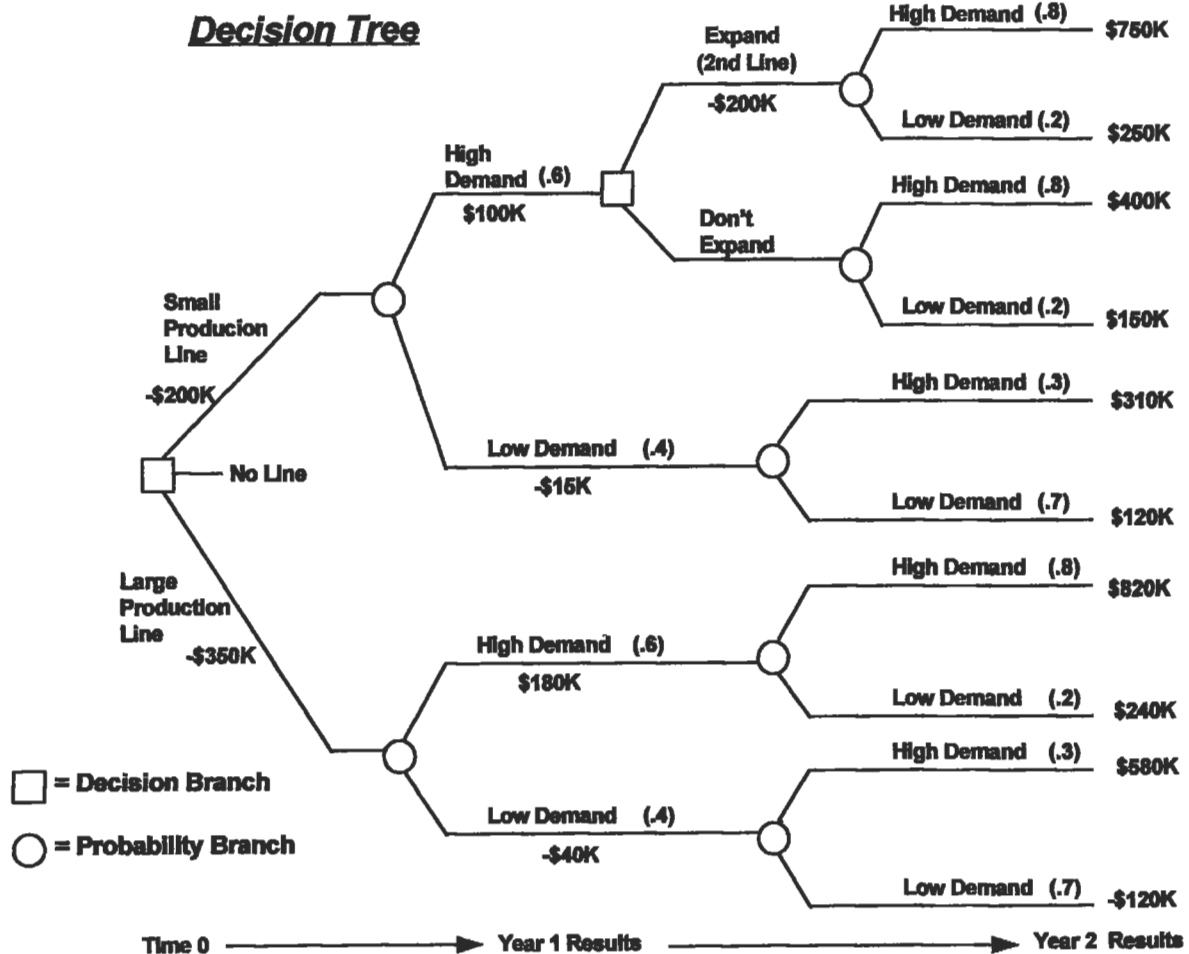 Decision Tree
High Demand (.8)
$750K
Expand
(2nd Line)
-$200K
Low Demand (.2)
$250K
High
Demand (.6)
$100K
High Demand (.8)
$400K
Don't
Expand
Low Demand (.2)
$150K
Small
Producion
Line
-$200K
High Demand (.3)
$310K
Low Demand (.4)
-$15K
No Line
Low Demand (.7)
$120K
Large
Production
Line
-$350K
High Demand (.8)
$820K
High Demand (.6)
$180K
Low Demand (.2)
$240K
High Demand (.3)
$580K
= Decision Branch
Low Demand (.4)
-$40K
= Probability Branch
Low Demand (.7)
-$120K
Time 0
Year 1 Results
Year 2 Results